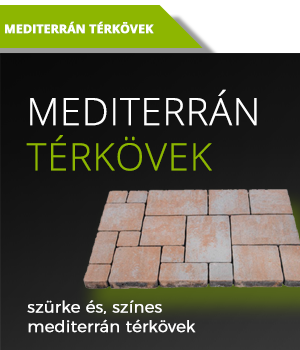 MEDITERRÁN TÉRKÖVEK
MEDITERRÁN
TÉRKÖVEK
szürke és, színes
mediterrán térkövek